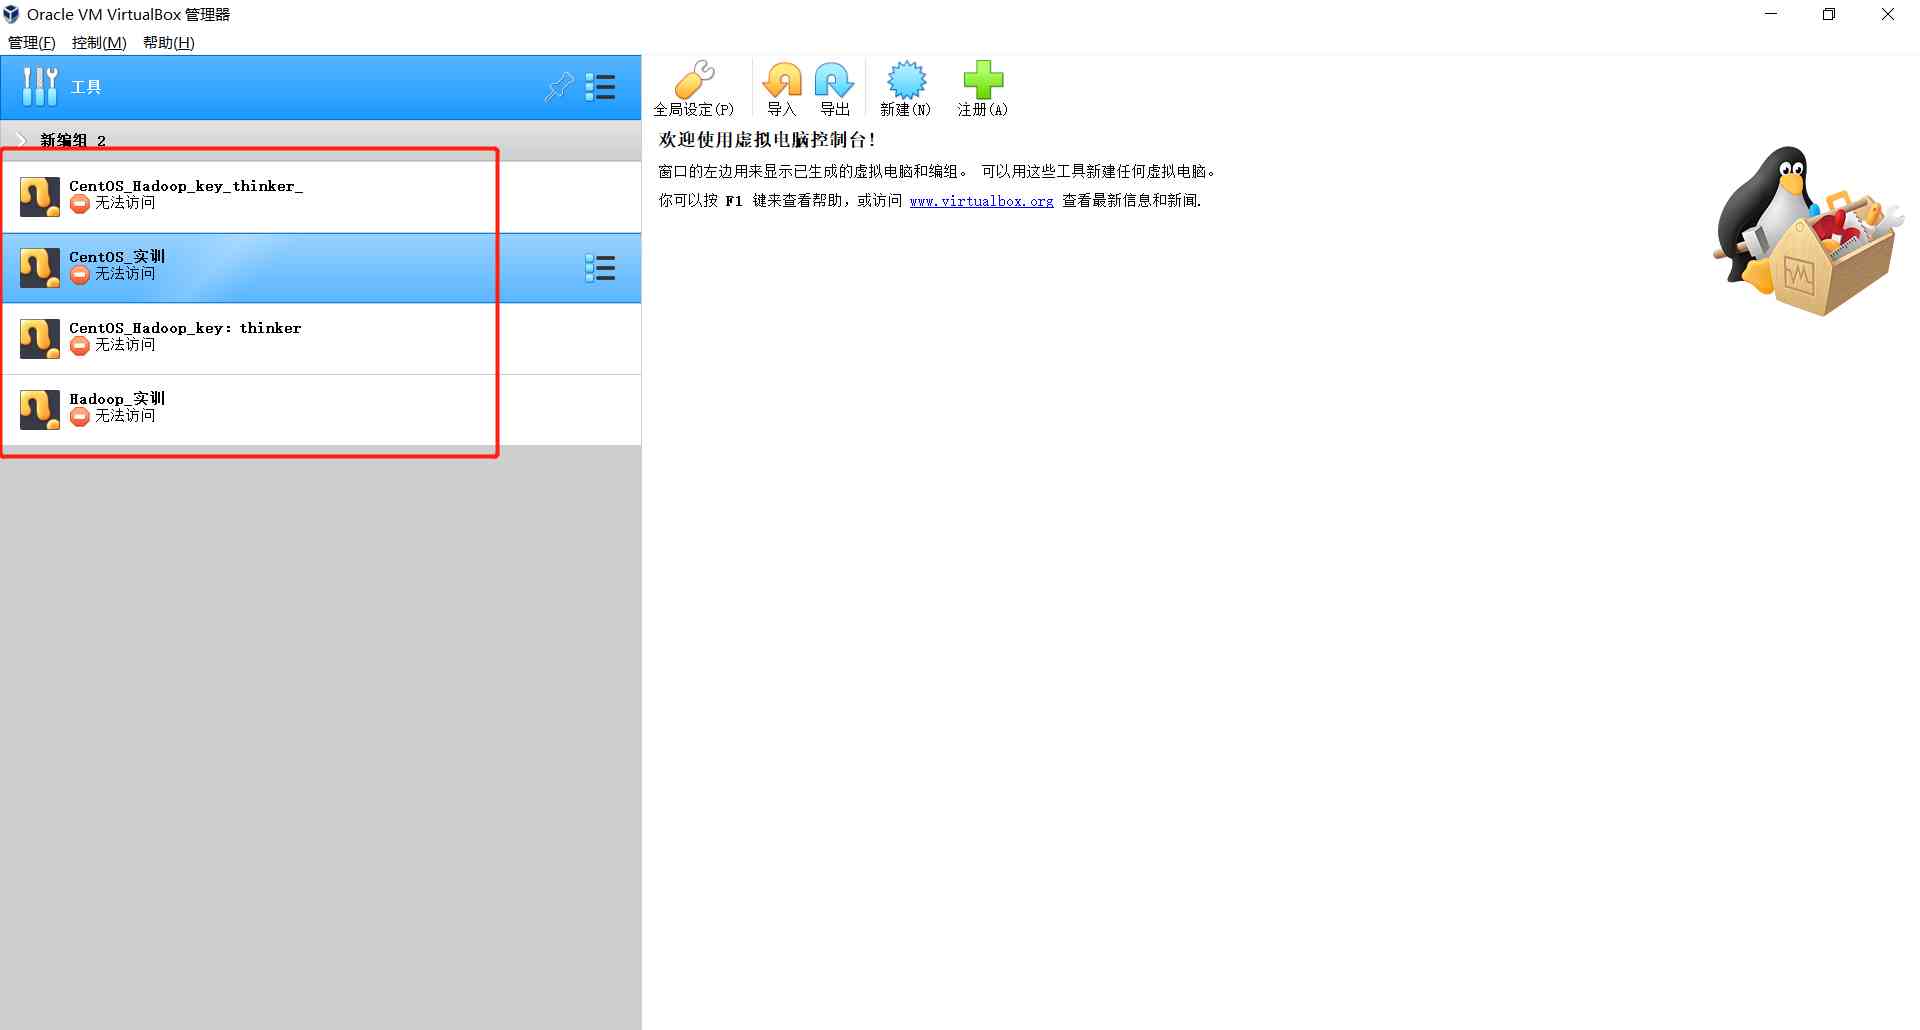 Oracle VM VirtualBox 管理器
管理(F) 控制(M) 帮助(H)
工具
新编组 2
CentOS_Hadoop_key_thinker_
无法访问
CentOS_实训
无法访问
CentOS_Hadoop_key：thinker
无法访问
Hadoop_实训
无法访问
全局设定(P) 导入 导出 新建(N) 注册(A)
欢迎使用虚拟电脑控制台！
窗口的左边用来显示已生成的虚拟电脑和编组。 可以用这些工具新建任何虚拟电脑。
你可以按 F1 键来查看帮助，或访问 www.virtualbox.org 查看最新信息和新闻.